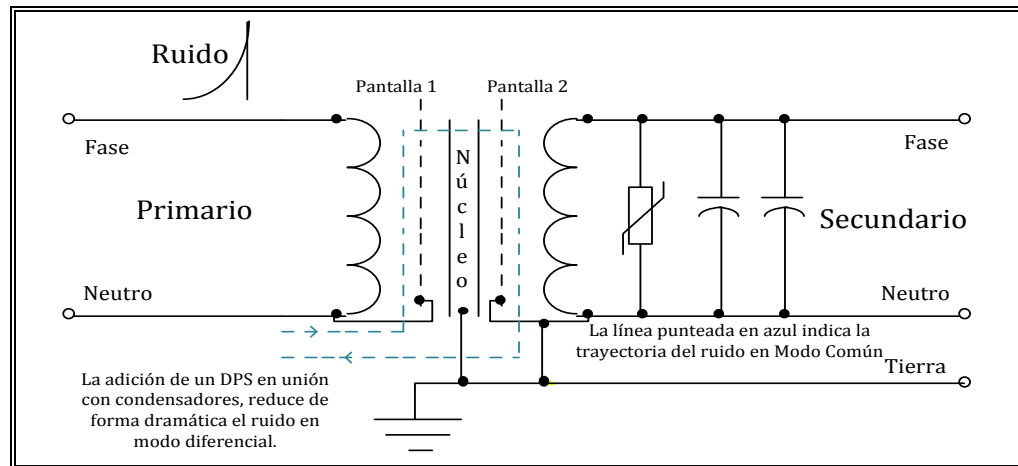 Ruido
Pantalla 1
Pantalla 2
Fase
Fase
Núcleo
Primario
Secundario
Neutro
Neutro
La línea punteada en azul indica la
trayectoria del ruido en Modo Común
Tierra
La adición de un DPS en unión
con condensadores, reduce de
forma dramática el ruido en
modo diferencial.